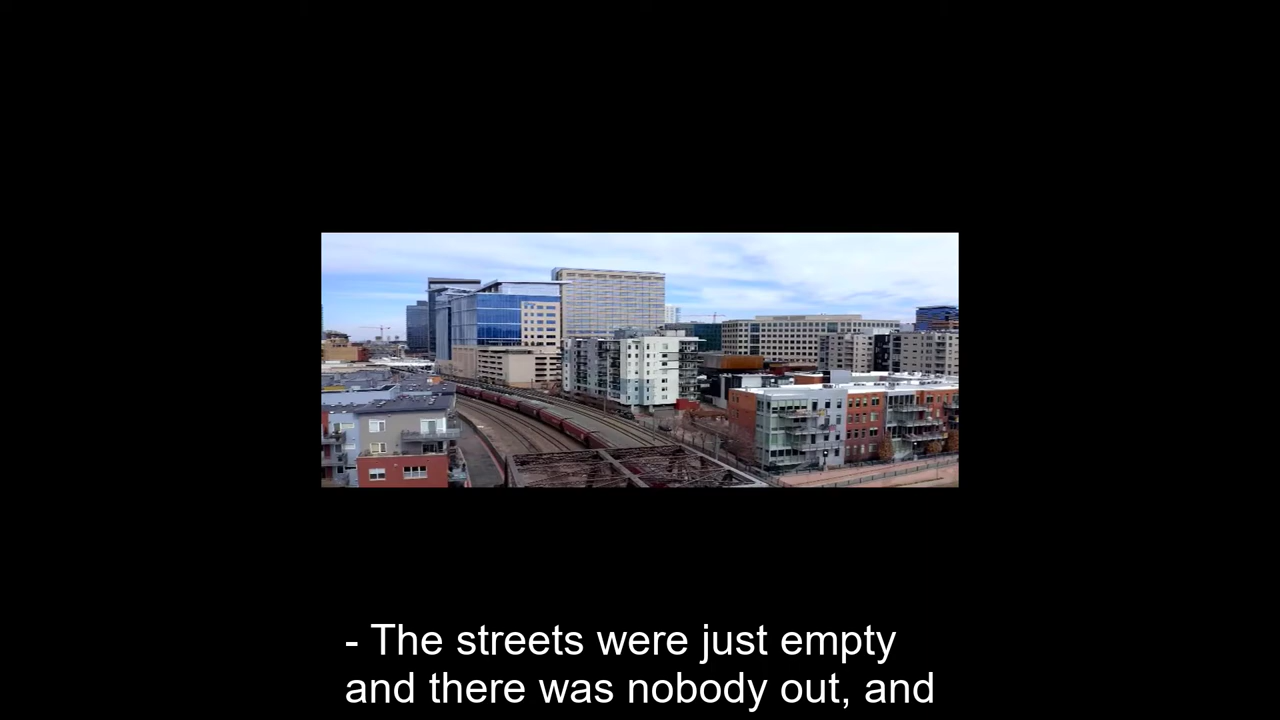 - The streets were just empty
and there was nobody out, and